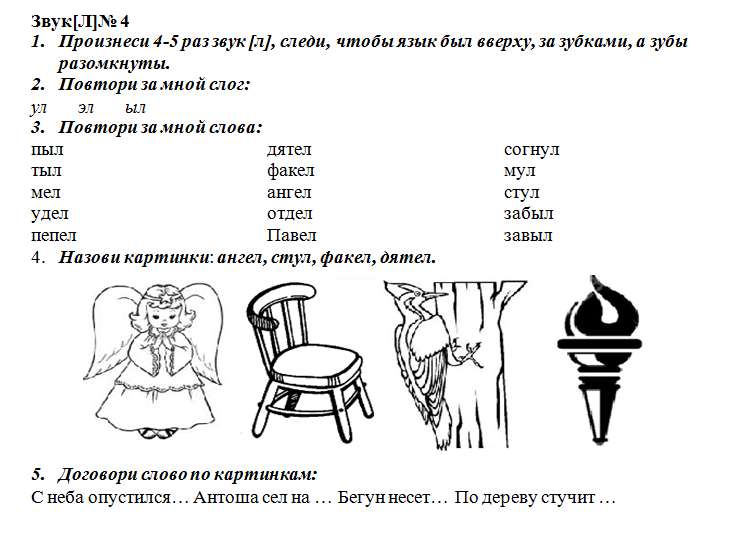 Звук[Л]№ 4
1. Произнеси 4-5 раз звук [л], следи, чтобы язык был вверху, за зубками, а зубы
разомкнуты.
2. Повтори за мной слог:
ул эл ыл
3. Повтори за мной слова:
пыл дятел согнул
тыл факел мул
мел ангел стул
удел отдел забыл
пепел Павел завыл
4. Назови картинки: ангел, стул, факел, дятел.
5. Договори слово по картинкам:
С неба опустился… Антоша сел на … Бегун несет… По дереву стучит …